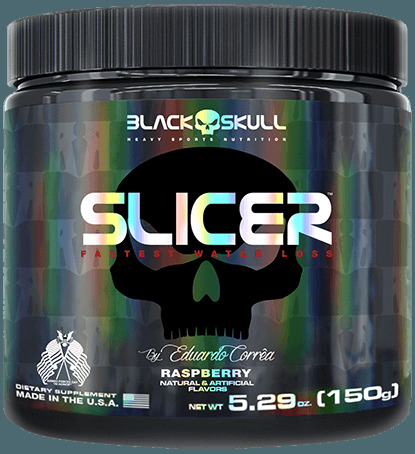 BLACK SKULL
HEAVY SPORTS NUTRITION
SLICER™
FASTEST WATER LOSS
By: Eduardo Corrêa
RASPBERRY
NATURAL & ARTIFICIAL
FLAVORS
DIETARY SUPPLEMENT
MADE IN THE U.S.A.
NET WT 5.29 oz. (150g)